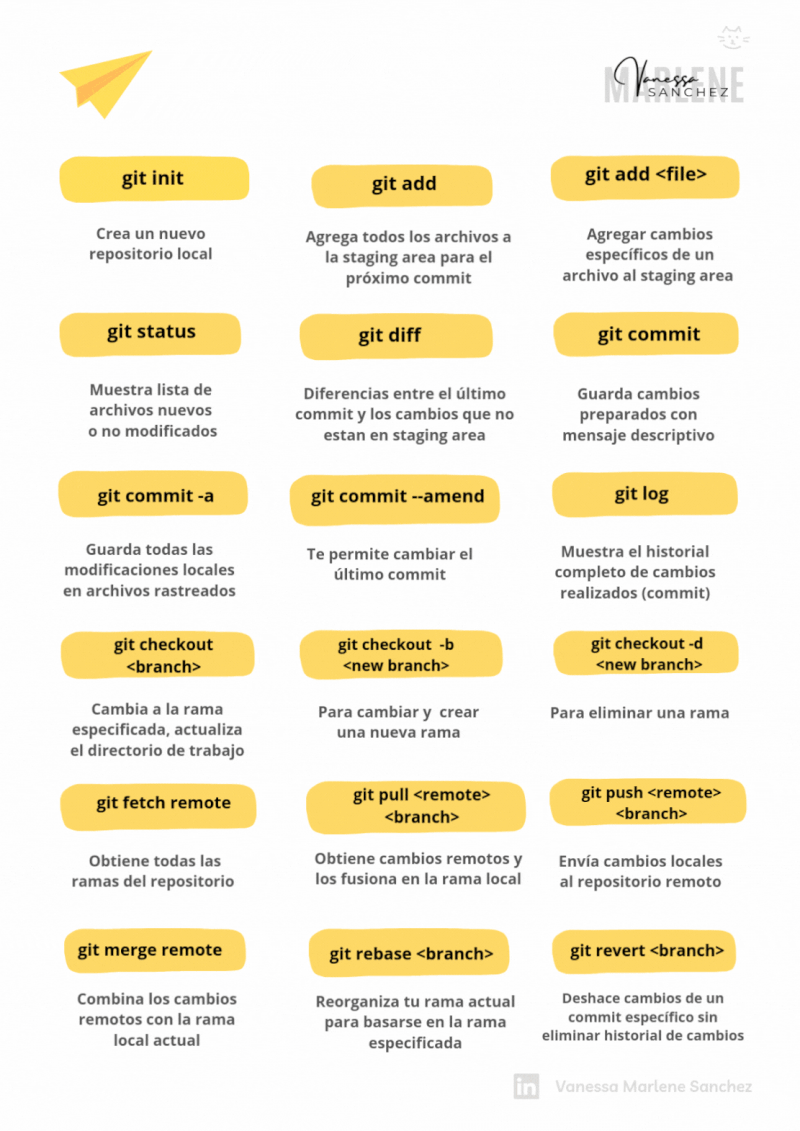 MARLENE
Vanessa
SANCHEZ
git init
Crea un nuevo
repositorio local
git add
Agrega todos los archivos a
la staging area para el
próximo commit
git add <file>
Agregar cambios
específicos de un
archivo al staging area
git status
Muestra lista de
archivos nuevos
o no modificados
git diff
Diferencias entre el último
commit y los cambios que no
estan en staging area
git commit
Guarda cambios
preparados con
mensaje descriptivo
git commit -a
Guarda todas las
modificaciones locales
en archivos rastreados
git commit --amend
Te permite cambiar el
último commit
git log
Muestra el historial
completo de cambios
realizados (commit)
git checkout
<branch>
Cambia a la rama
especificada, actualiza
el directorio de trabajo
git checkout -b
<new branch>
Para cambiar y crear
una nueva rama
git checkout -d
<new branch>
Para eliminar una rama
git fetch remote
Obtiene todas las
ramas del repositorio
git pull <remote>
<branch>
Obtiene cambios remotos y
los fusiona en la rama local
git push <remote>
<branch>
Envía cambios locales
al repositorio remoto
git merge remote
Combina los cambios
remotos con la rama
local actual
git rebase <branch>
Reorganiza tu rama actual
para basarse en la rama
especificada
git revert <branch>
Deshace cambios de un
commit específico sin
eliminar historial de cambios
in Vanessa Marlene Sanchez